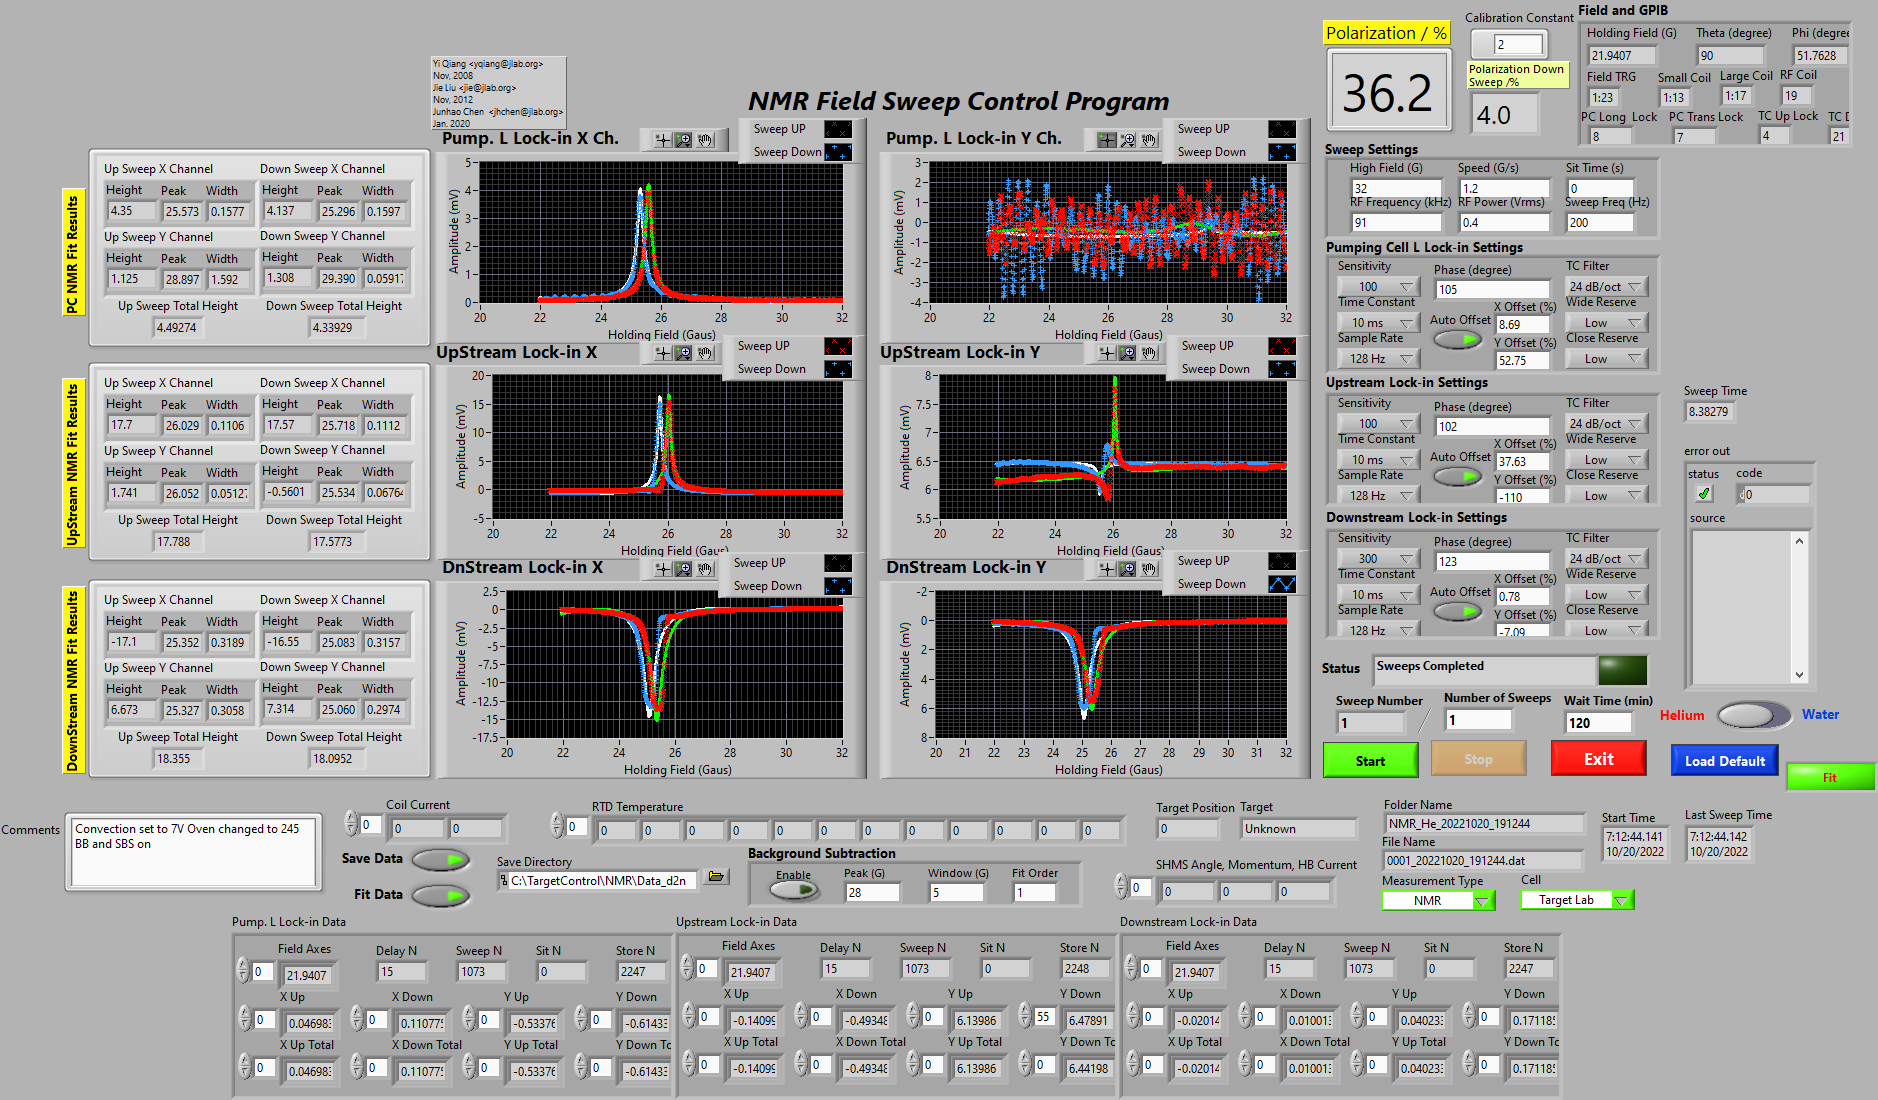 Yi Qiang <yqiang@jlab.org>
Nov, 2008
Jie Liu <jie@jlab.org>
Nov, 2012
Junhao Chen <jhchen@jlab.org>
Jan. 2020
NMR Field Sweep Control Program
Polarization / %
36.2
Calibration Constant
2
Polarization Down
Sweep /%
4.0
Field and GPIB
Holding Field (G) Theta (degree) Phi (degree
21.9407 90 51.7628
Field TRG Small Coil Large Coil RF Coil
1:23 1:13 1:17 19
PC Long Lock PC Trans Lock TC Up Lock TC D
8 7 4 21
PC NMR Fit Results
Up Sweep X Channel Down Sweep X Channel
Height Peak Width Height Peak Width
4.35 25.573 0.1577 4.137 25.296 0.1597
Up Sweep Y Channel Down Sweep Y Channel
Height Peak Width Height Peak Width
1.125 28.897 1.592 1.308 29.390 0.05917
Up Sweep Total Height Down Sweep Total Height
4.49274 4.33929
UpStream NMR Fit Results
Up Sweep X Channel Down Sweep X Channel
Height Peak Width Height Peak Width
17.7 26.029 0.1106 17.57 25.718 0.1112
Up Sweep Y Channel Down Sweep Y Channel
Height Peak Width Height Peak Width
1.741 26.052 0.05127 -0.5601 25.534 0.06764
Up Sweep Total Height Down Sweep Total Height
17.788 17.5773
DownStream NMR Fit Results
Up Sweep X Channel Down Sweep X Channel
Height Peak Width Height Peak Width
-17.1 25.352 0.3189 -16.55 25.083 0.3157
Up Sweep Y Channel Down Sweep Y Channel
Height Peak Width Height Peak Width
6.673 25.327 0.3058 7.314 25.060 0.2974
Up Sweep Total Height Down Sweep Total Height
18.355 18.0952
Pump. L Lock-in X Ch.
Sweep UP
Sweep Down
Amplitude (mV)
5
4
3
2
1
0
20 22 24 26 28 30 32
Holding Field (Gaus)
Pump. L Lock-in Y Ch.
Sweep UP
Sweep Down
Amplitude (mV)
3
2
1
0
-1
-2
-3
-4
20 22 24 26 28 30 32
Holding Field (Gaus)
UpStream Lock-in X
Sweep UP
Sweep Down
Amplitude (mV)
20
15
10
5
0
-5
20 22 24 26 28 30 32
Holding Field (Gaus)
UpStream Lock-in Y
Sweep UP
Sweep Down
Amplitude (mV)
8
7.5
7
6.5
6
5.5
20 22 24 26 28 30 32
Holding Field (Gaus)
DnStream Lock-in X
Sweep UP
Sweep Down
Amplitude (mV)
2.5
0
-2.5
-5
-7.5
-10
-12.5
-15
-17.5
20 22 24 26 28 30 32
Holding Field (Gaus)
DnStream Lock-in Y
Sweep UP
Sweep Down
Amplitude (mV)
-2
0
2
4
6
8
20 21 22 23 24 25 26 27 28 29 30 32
Holding Field (Gaus)
Sweep Settings
High Field (G) Speed (G/s) Sit Time (s)
32 1.2 0
RF Frequency (kHz) RF Power (Vrms) Sweep Freq (Hz)
91 0.4 200
Pumping Cell L Lock-in Settings
Sensitivity Phase (degree) TC Filter
100 105 24 dB/oct
Time Constant X Offset (%) Wide Reserve
10 ms Auto Offset 8.69 Low
Sample Rate Y Offset (%) Close Reserve
128 Hz 52.75 Low
Upstream Lock-in Settings
Sensitivity Phase (degree) TC Filter
100 102 24 dB/oct
Time Constant X Offset (%) Wide Reserve
10 ms Auto Offset 37.63 Low
Sample Rate Y Offset (%) Close Reserve
128 Hz -110 Low
Downstream Lock-in Settings
Sensitivity Phase (degree) TC Filter
300 123 24 dB/oct
Time Constant X Offset (%) Wide Reserve
10 ms Auto Offset 0.78 Low
Sample Rate Y Offset (%) Close Reserve
128 Hz -7.09 Low
Sweep Time
8.38279
error out
status code
0
source
Status Sweeps Completed
Sweep Number Number of Sweeps Wait Time (min)
1 / 1 120
Helium Water
Start Stop Exit Load Default Fit
Comments
Convection set to 7V Oven changed to 245
BB and SBS on
Coil Current
0 0 0
Save Data
Fit Data
RTD Temperature
0 0 0 0 0 0 0 0 0 0 0 0 0
Save Directory
C:\TargetControl\NMR\Data_d2n
Background Subtraction
Enable Peak (G) Window (G) Fit Order
28 5 1
Target Position Target
0 Unknown
SHMS Angle, Momentum, HB Current
0 0 0 0
Folder Name
NMR_He_20221020_191244
File Name
0001_20221020_191244.dat
Measurement Type Cell
NMR Target Lab
Start Time Last Sweep Time
7:12:44.141 7:12:44.142
10/20/2022 10/20/2022
Pump. L Lock-in Data
Field Axes Delay N Sweep N Sit N Store N
0 21.9407 15 1073 0 2247
X Up X Down Y Up Y Down
0 0.04698 0 0.11077 0 -0.53376 0 -0.61433
X Up Total X Down Total Y Up Total Y Down To
0 0.04698 0 0.11077 0 -0.53376 0 -0.61433
Upstream Lock-in Data
Field Axes Delay N Sweep N Sit N Store N
0 21.9407 15 1073 0 2248
X Up X Down Y Up Y Down
0 -0.14099 0 -0.49348 0 6.13986 55 6.47891
X Up Total X Down Total Y Up Total Y Down To
0 -0.14099 0 -0.49348 0 6.13986 0 6.44198
Downstream Lock-in Data
Field Axes Delay N Sweep N Sit N Store N
0 21.9407 15 1073 0 2247
X Up X Down Y Up Y Down
0 -0.02014 0 0.01001 0 0.04023 0 0.17118
X Up Total X Down Total Y Up Total Y Down To
0 -0.02014 0 0.01001 0 0.04023 0 0.17118